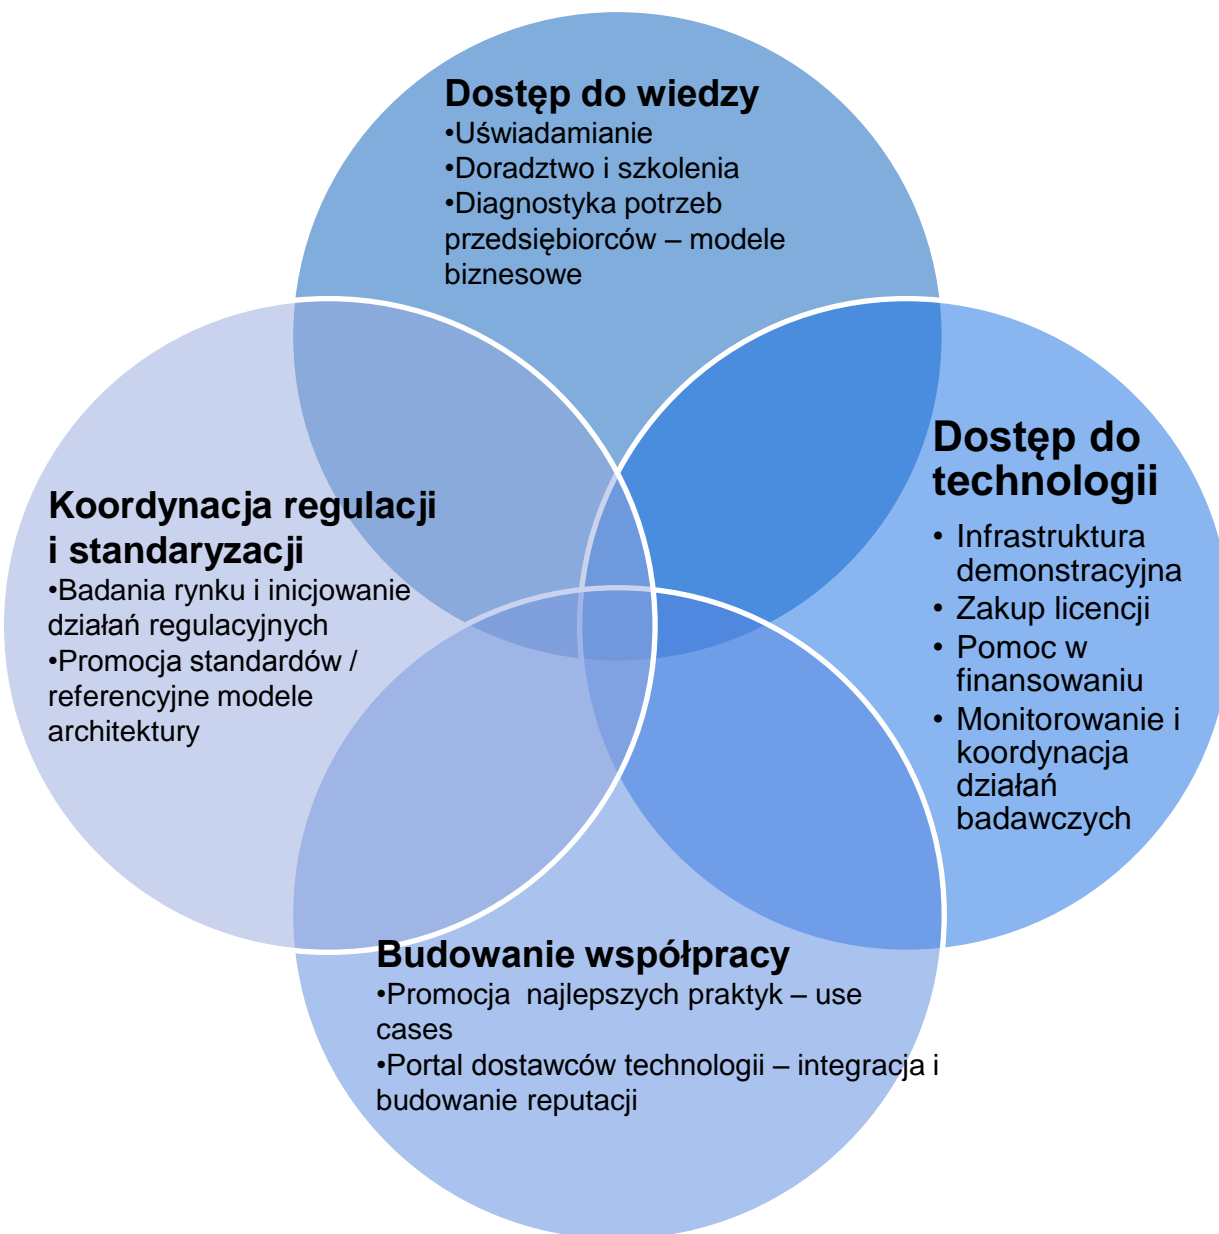 Dostęp do wiedzy
•Uświadamianie
•Doradztwo i szkolenia
•Diagnostyka potrzeb
przedsiębiorców – modele
biznesowe
Koordynacja regulacji
i standaryzacji
•Badania rynku i inicjowanie
działań regulacyjnych
•Promocja standardów /
referencyjne modele
architektury
Dostęp do
technologii
• Infrastruktura
demonstracyjna
• Zakup licencji
• Pomoc w
finansowaniu
• Monitorowanie i
koordynacja
działań
badawczych
Budowanie współpracy
•Promocja  najlepszych praktyk – use
cases
•Portal dostawców technologii – integracja i
budowanie reputacji